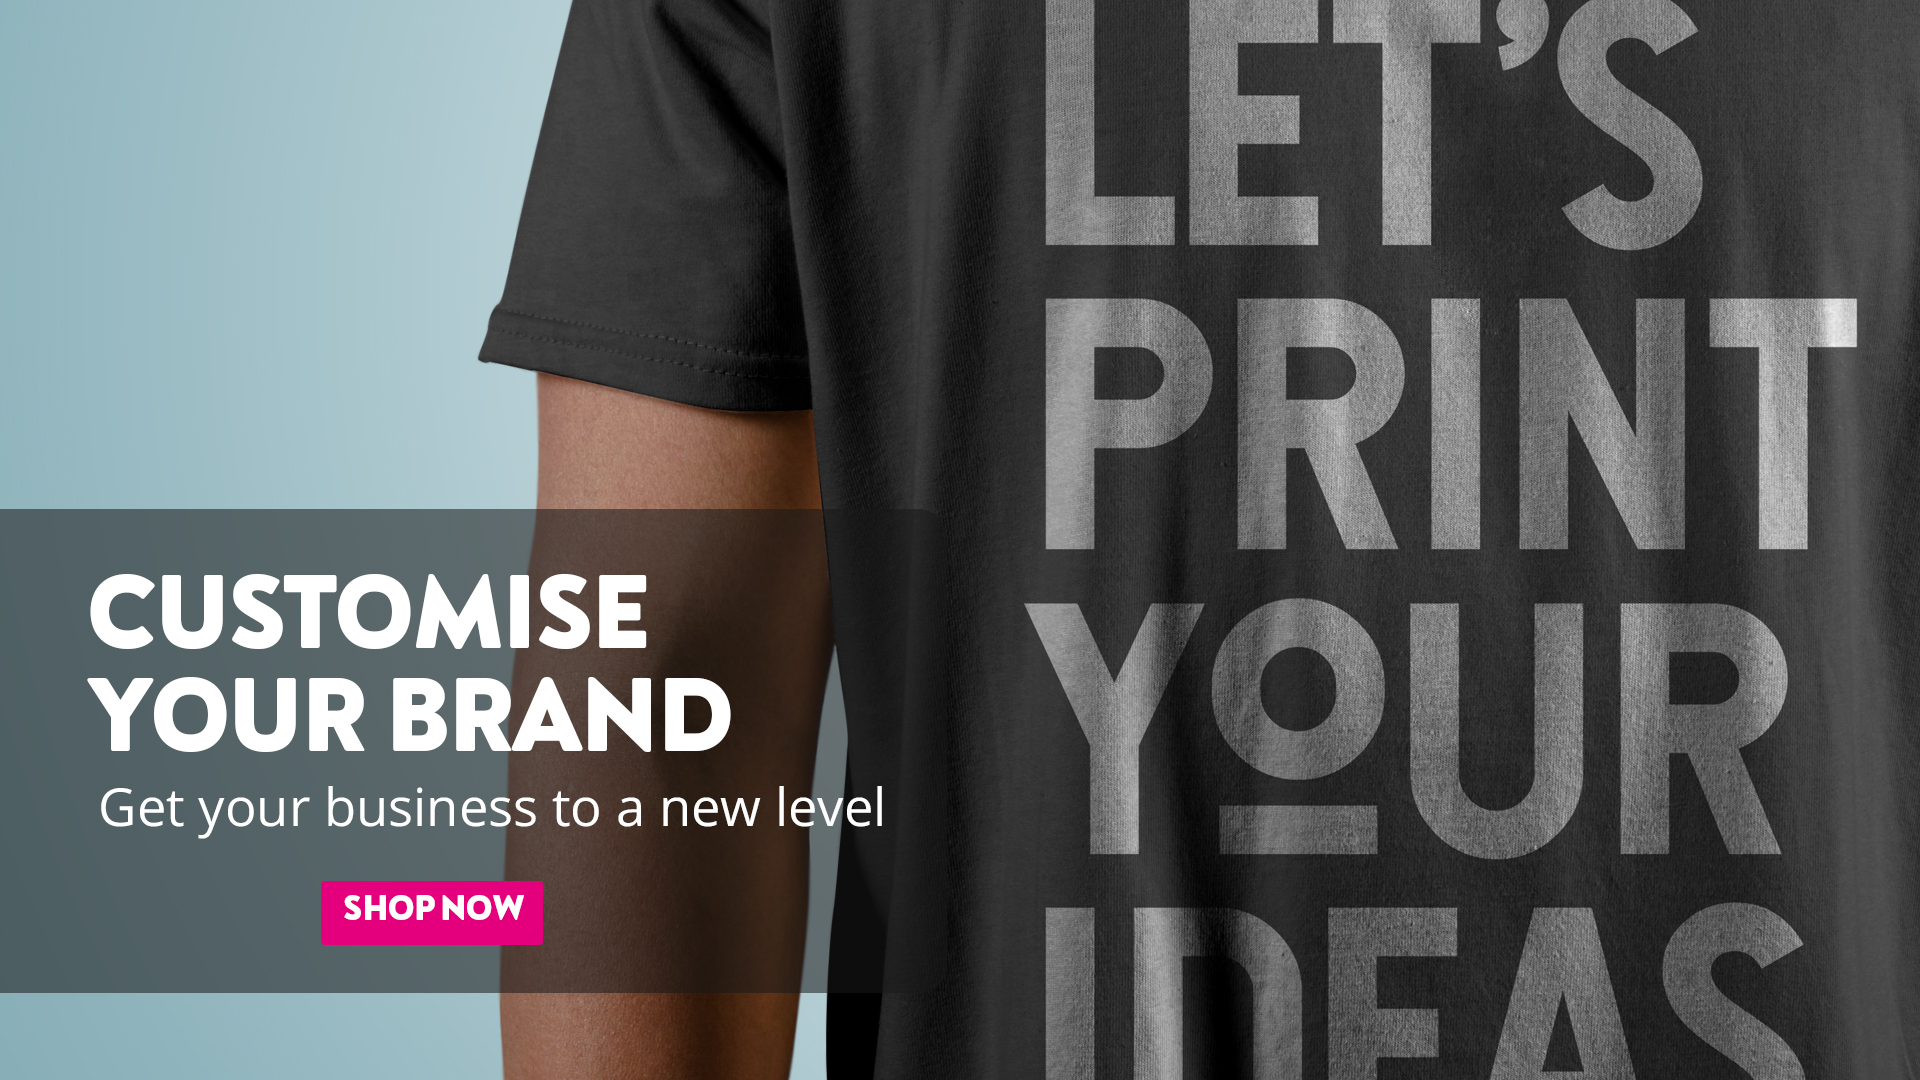 CUSTOMISE
YOUR BRAND
Get your business to a new level
SHOP NOW
LET'S
PRINT
YOUR
IDEAS